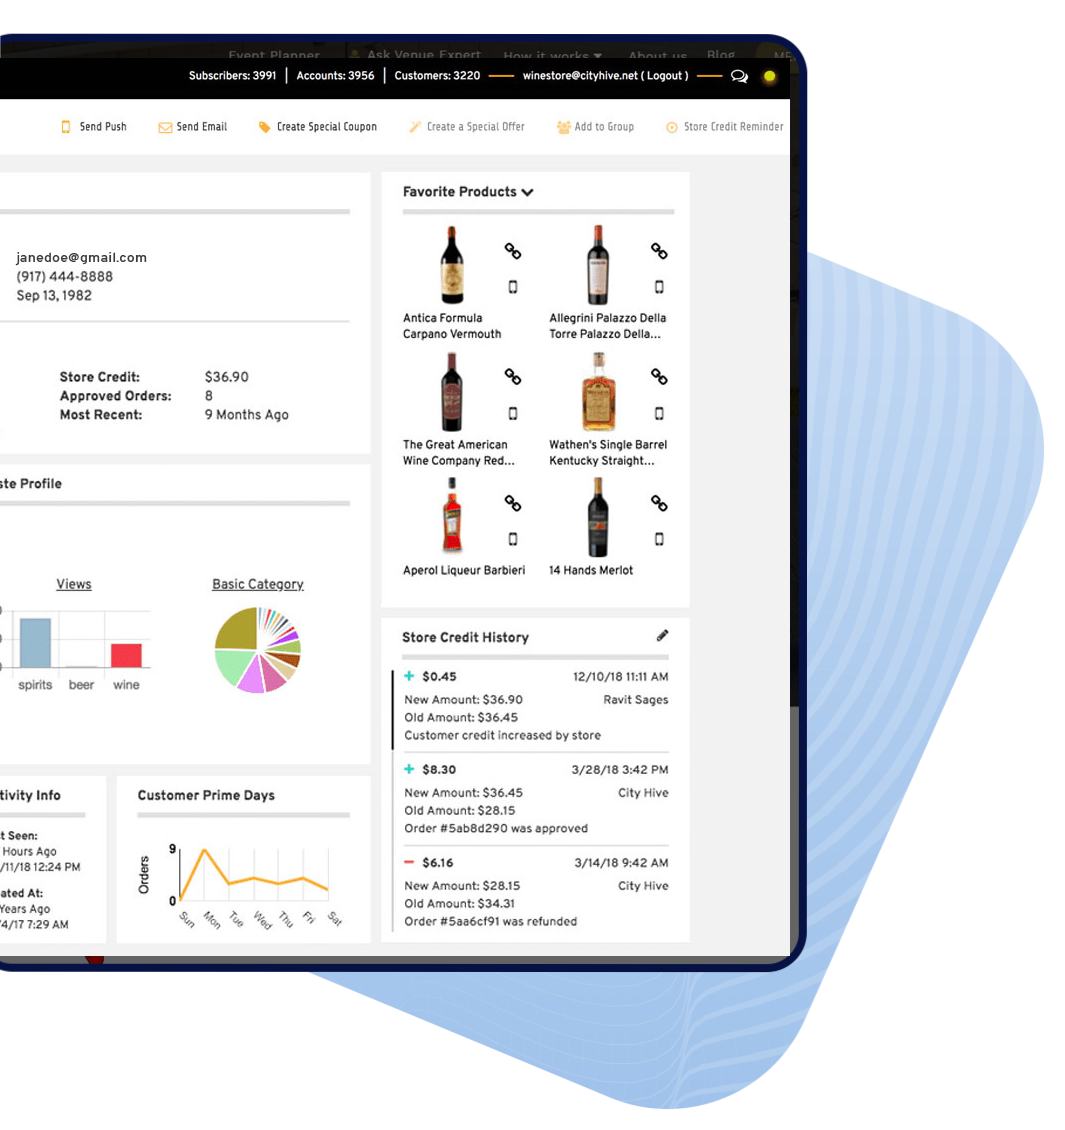 Event Planner Ask Venue Expert How it works About us Blog
Subscribers: 3991 Accounts: 3956 Customers: 3220 winestore@cityhive.net ( Logout )
Send Push Send Email Create Special Coupon Create a Special Offer Add to Group Store Credit Reminder
janedoe@gmail.com
(917) 444-8888
Sep 13, 1982
Store Credit: $36.90
Approved Orders: 8
Most Recent: 9 Months Ago
ste Profile
Views
spirits beer wine
Basic Category
tivity Info
t Seen:
Hours Ago
/11/18 12:24 PM
ated At:
Years Ago
/4/17 7:29 AM
Customer Prime Days
Orders
9
0
Sun Mon Tue Wed Thu Fri Sat
Favorite Products
Antica Formula
Carpano Vermouth
Allegrini Palazzo Della
Torre Palazzo Della...
The Great American
Wine Company Red...
Wathen's Single Barrel
Kentucky Straight...
Aperol Liqueur Barbieri
14 Hands Merlot
Store Credit History
+ $0.45 12/10/18 11:11 AM
New Amount: $36.90 Ravit Sages
Old Amount: $36.45
Customer credit increased by store
+ $8.30 3/28/18 3:42 PM
New Amount: $36.45 City Hive
Old Amount: $28.15
Order #5ab8d290 was approved
- $6.16 3/14/18 9:42 AM
New Amount: $28.15 City Hive
Old Amount: $34.31
Order #5aa6cf91 was refunded